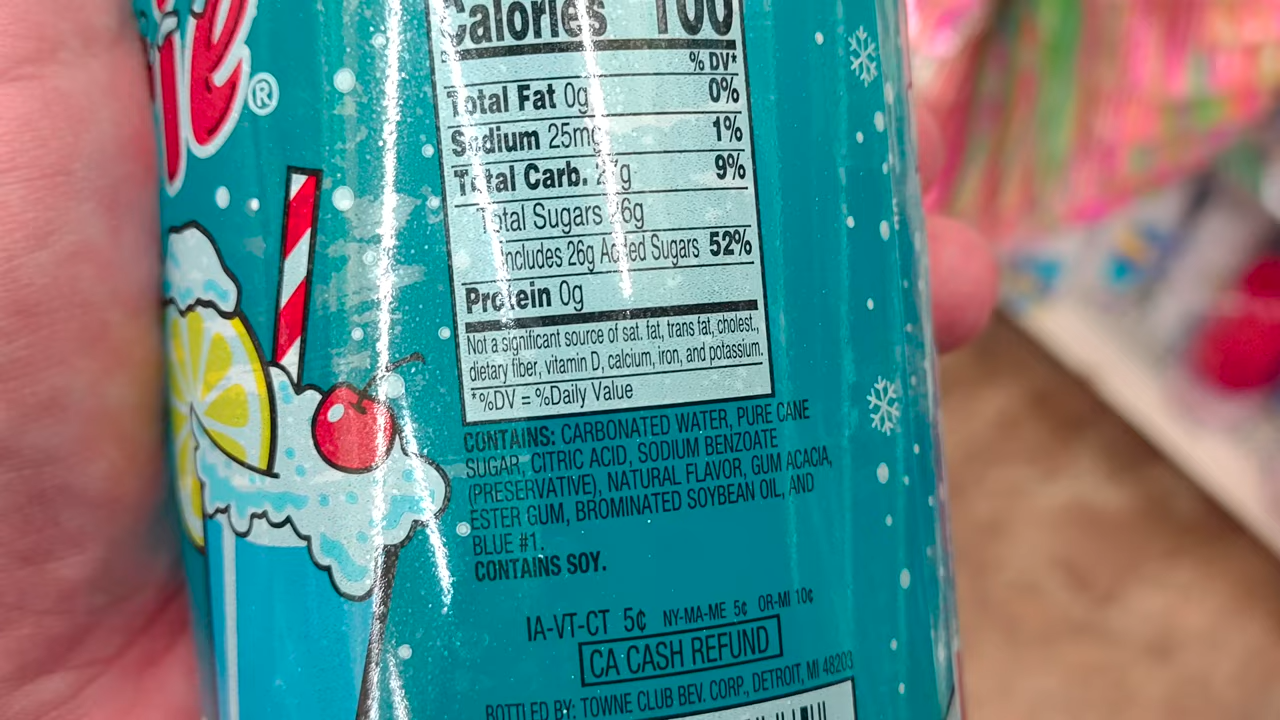 ®
Calories 100
% DV*
Total Fat 0g 0%
Sodium 25mg 1%
Total Carb. 27g 9%
Total Sugars 26g
Includes 26g Added Sugars 52%
Protein 0g
Not a significant source of sat. fat, trans fat, cholest.,
dietary fiber, vitamin D, calcium, iron, and potassium.
*%DV = %Daily Value
CONTAINS: CARBONATED WATER, PURE CANE
SUGAR, CITRIC ACID, SODIUM BENZOATE
(PRESERVATIVE), NATURAL FLAVOR, GUM ACACIA,
ESTER GUM, BROMINATED SOYBEAN OIL, AND
BLUE #1.
CONTAINS SOY.
IA-VT-CT 5¢ NY-MA-ME 5¢ OR-MI 10¢
CA CASH REFUND
BOTTLED BY: TOWNE CLUB BEV. CORP., DETROIT, MI 48203